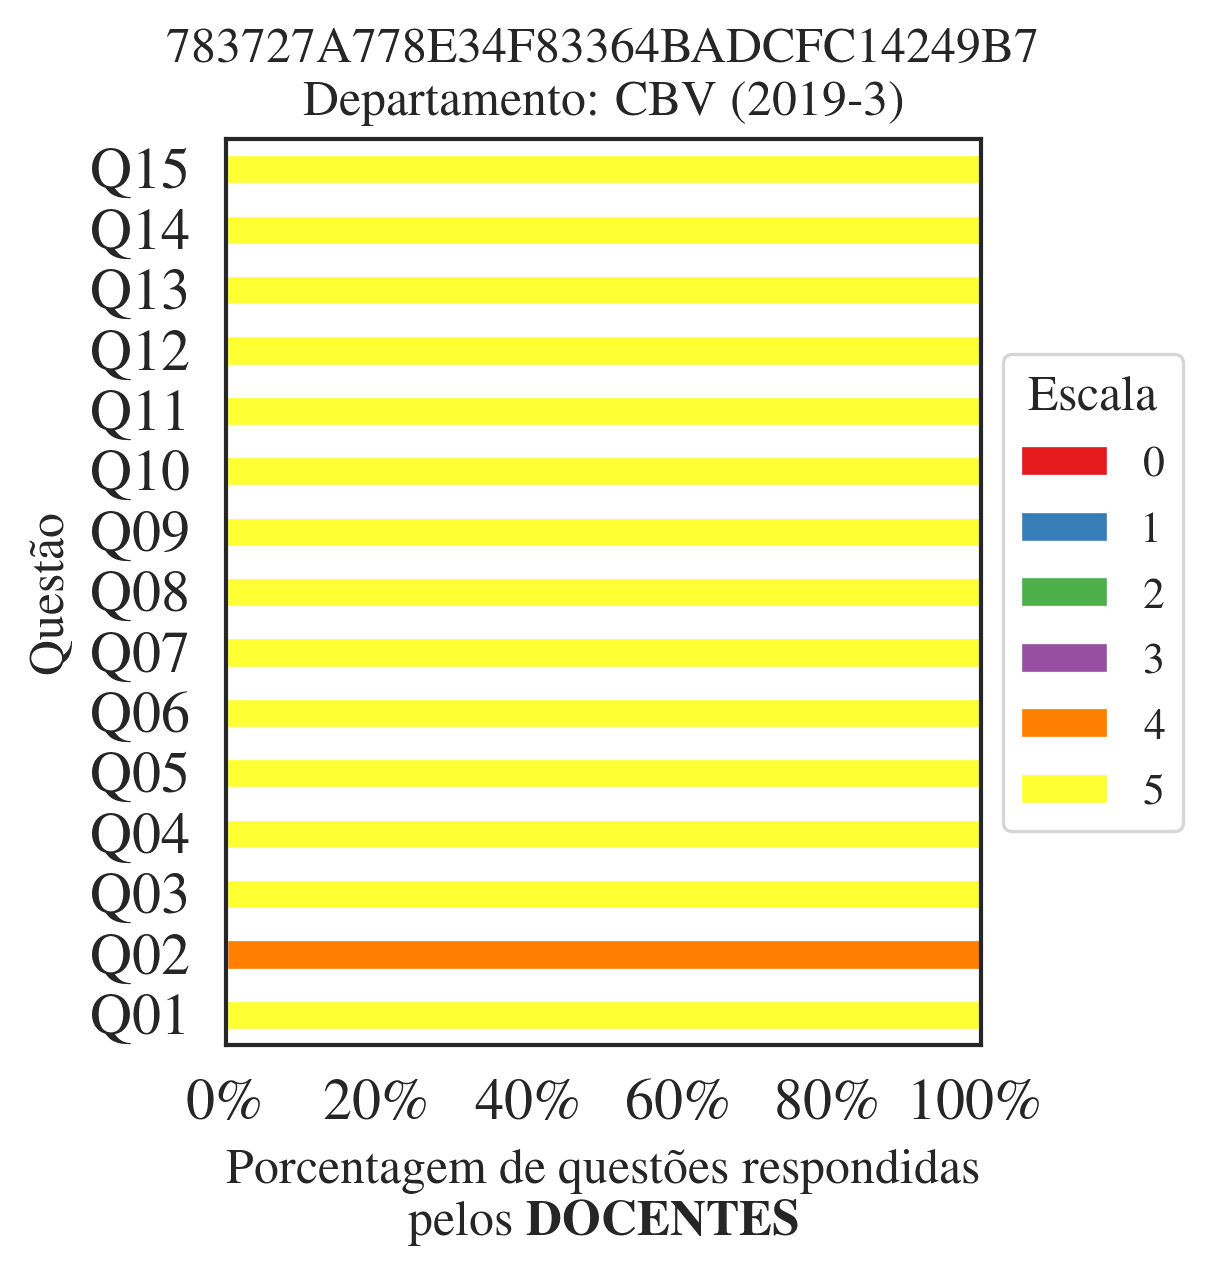 783727A778E34F83364BADCFC14249B7
Departamento: CBV (2019-3)
Q15
Q14
Q13
Q12
Q11
Q10
Q09
Q08
Q07
Q06
Q05
Q04
Q03
Q02
Q01
Questão
0% 20% 40% 60% 80% 100%
Porcentagem de questões respondidas
pelos DOCENTES
Escala
0
1
2
3
4
5